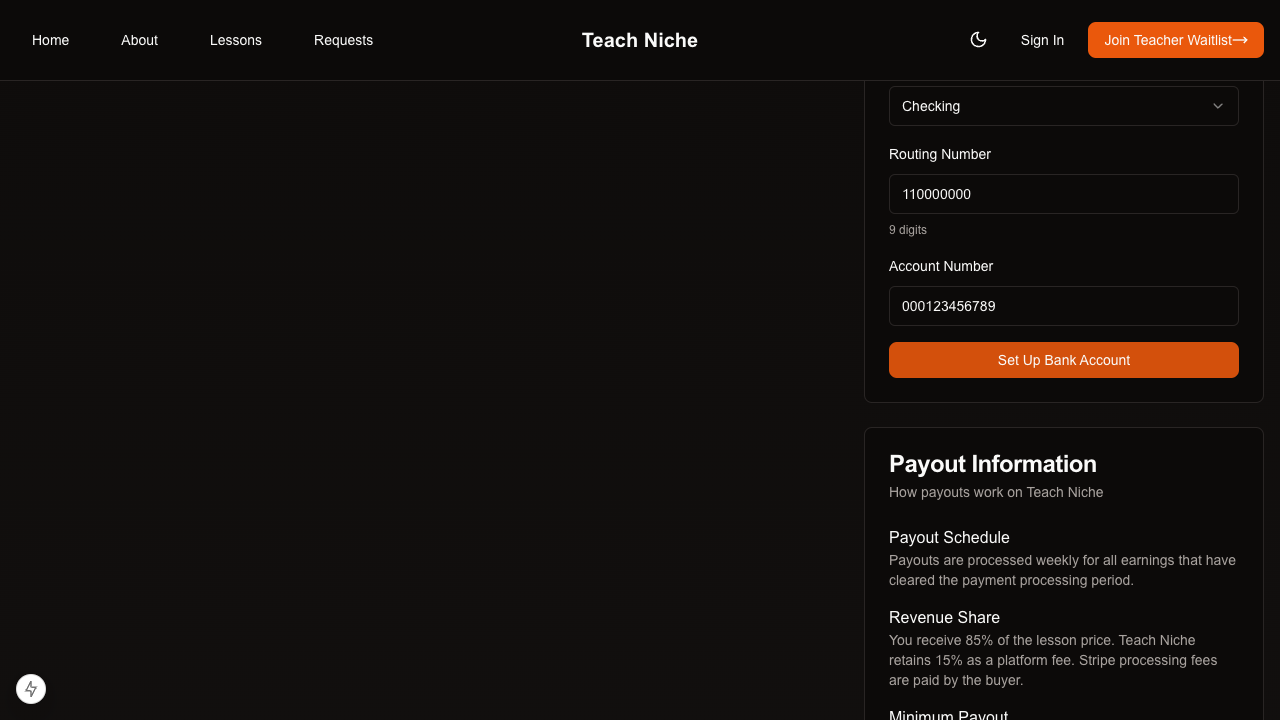 Home
About
Lessons
Requests
Teach Niche
Sign In
Join Teacher Waitlist
Checking
Routing Number
110000000
9 digits
Account Number
000123456789
Set Up Bank Account
Payout Information
How payouts work on Teach Niche
Payout Schedule
Payouts are processed weekly for all earnings that have
cleared the payment processing period.
Revenue Share
You receive 85% of the lesson price. Teach Niche
retains 15% as a platform fee. Stripe processing fees
are paid by the buyer.
Minimum Payout